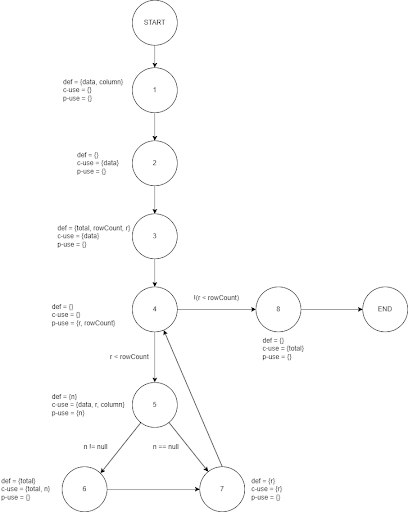 START
def = {data, column}
c-use = {}
p-use = {}
1
def = {}
c-use = {data}
p-use = {}
2
def = {total, rowCount, r}
c-use = {data}
p-use = {}
3
def = {}
c-use = {}
p-use = {r, rowCount}
4
!(r < rowCount)
8
END
def = {}
c-use = {total}
p-use = {}
r < rowCount
def = {n}
c-use = {data, r, column}
p-use = {n}
5
n != null
n == null
def = {total}
c-use = {total, n}
p-use = {}
6
7
def = {r}
c-use = {r}
p-use = {}